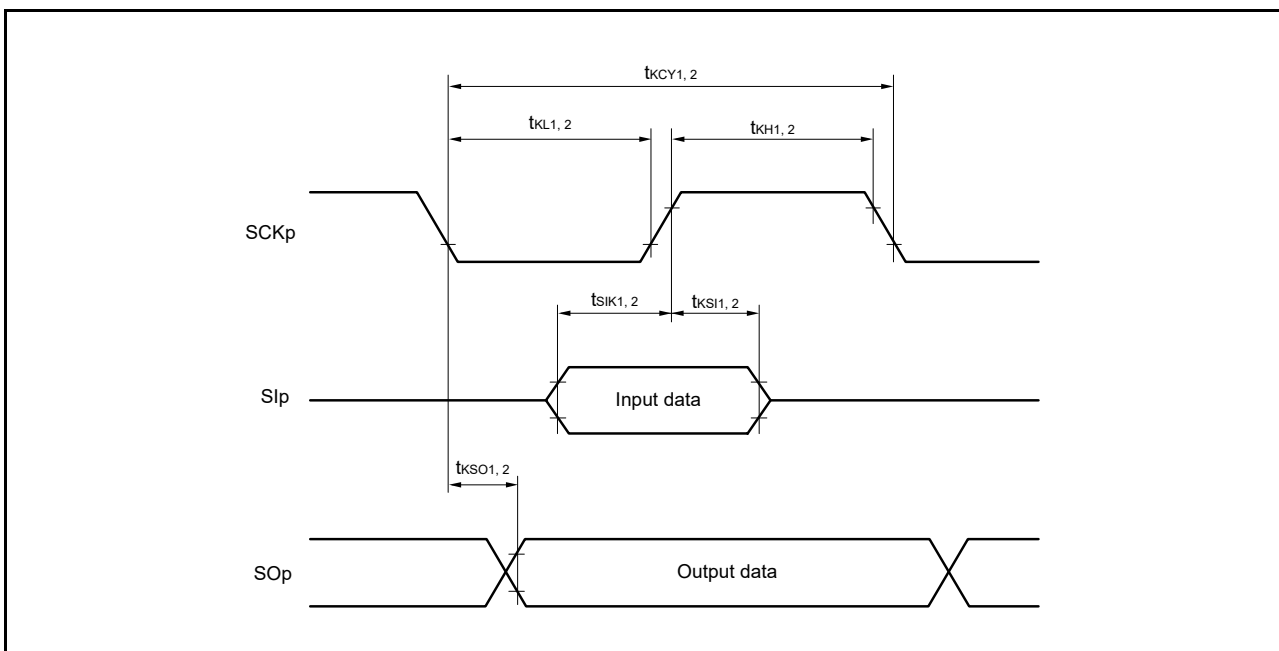 tKCY1, 2
tKL1, 2
tKH1, 2
SCKp
tSIK1, 2
tKSI1, 2
SIp
Input data
tKSO1, 2
SOp
Output data